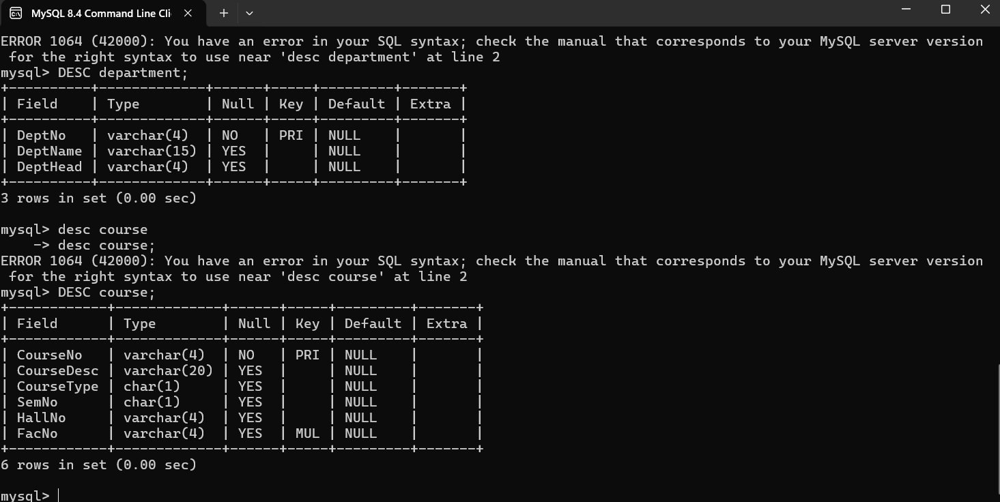 MySQL 8.4 Command Line Cli
ERROR 1064 (42000): You have an error in your SQL syntax; check the manual that corresponds to your MySQL server version
 for the right syntax to use near 'desc department' at line 2
mysql> DESC department;
+----------+-------------+------+-----+---------+-------+
| Field    | Type        | Null | Key | Default | Extra |
+----------+-------------+------+-----+---------+-------+
| DeptNo   | varchar(4)  | NO   | PRI | NULL    |       |
| DeptName | varchar(15) | YES  |     | NULL    |       |
| DeptHead | varchar(4)  | YES  |     | NULL    |       |
+----------+-------------+------+-----+---------+-------+
3 rows in set (0.00 sec)
mysql> desc course
    -> desc course;
ERROR 1064 (42000): You have an error in your SQL syntax; check the manual that corresponds to your MySQL server version
 for the right syntax to use near 'desc course' at line 2
mysql> DESC course;
+------------+-------------+------+-----+---------+-------+
| Field      | Type        | Null | Key | Default | Extra |
+------------+-------------+------+-----+---------+-------+
| CourseNo   | varchar(4)  | NO   | PRI | NULL    |       |
| CourseDesc | varchar(20) | YES  |     | NULL    |       |
| CourseType | char(1)     | YES  |     | NULL    |       |
| SemNo      | char(1)     | YES  |     | NULL    |       |
| HallNo     | varchar(4)  | YES  |     | NULL    |       |
| FacNo      | varchar(4)  | YES  | MUL | NULL    |       |
+------------+-------------+------+-----+---------+-------+
6 rows in set (0.00 sec)
mysql>